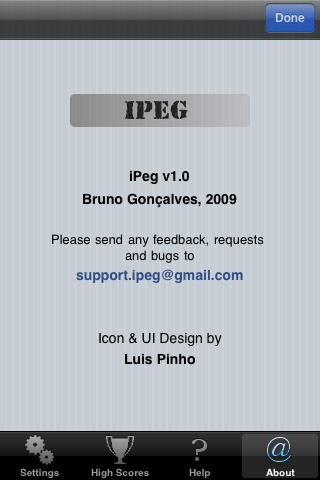 Done
IPEG
iPeg v1.0
Bruno Gonçalves, 2009
Please send any feedback, requests
and bugs to
support.ipeg@gmail.com
Icon & UI Design by
Luis Pinho
@
?
Settings
High Scores
Help
About